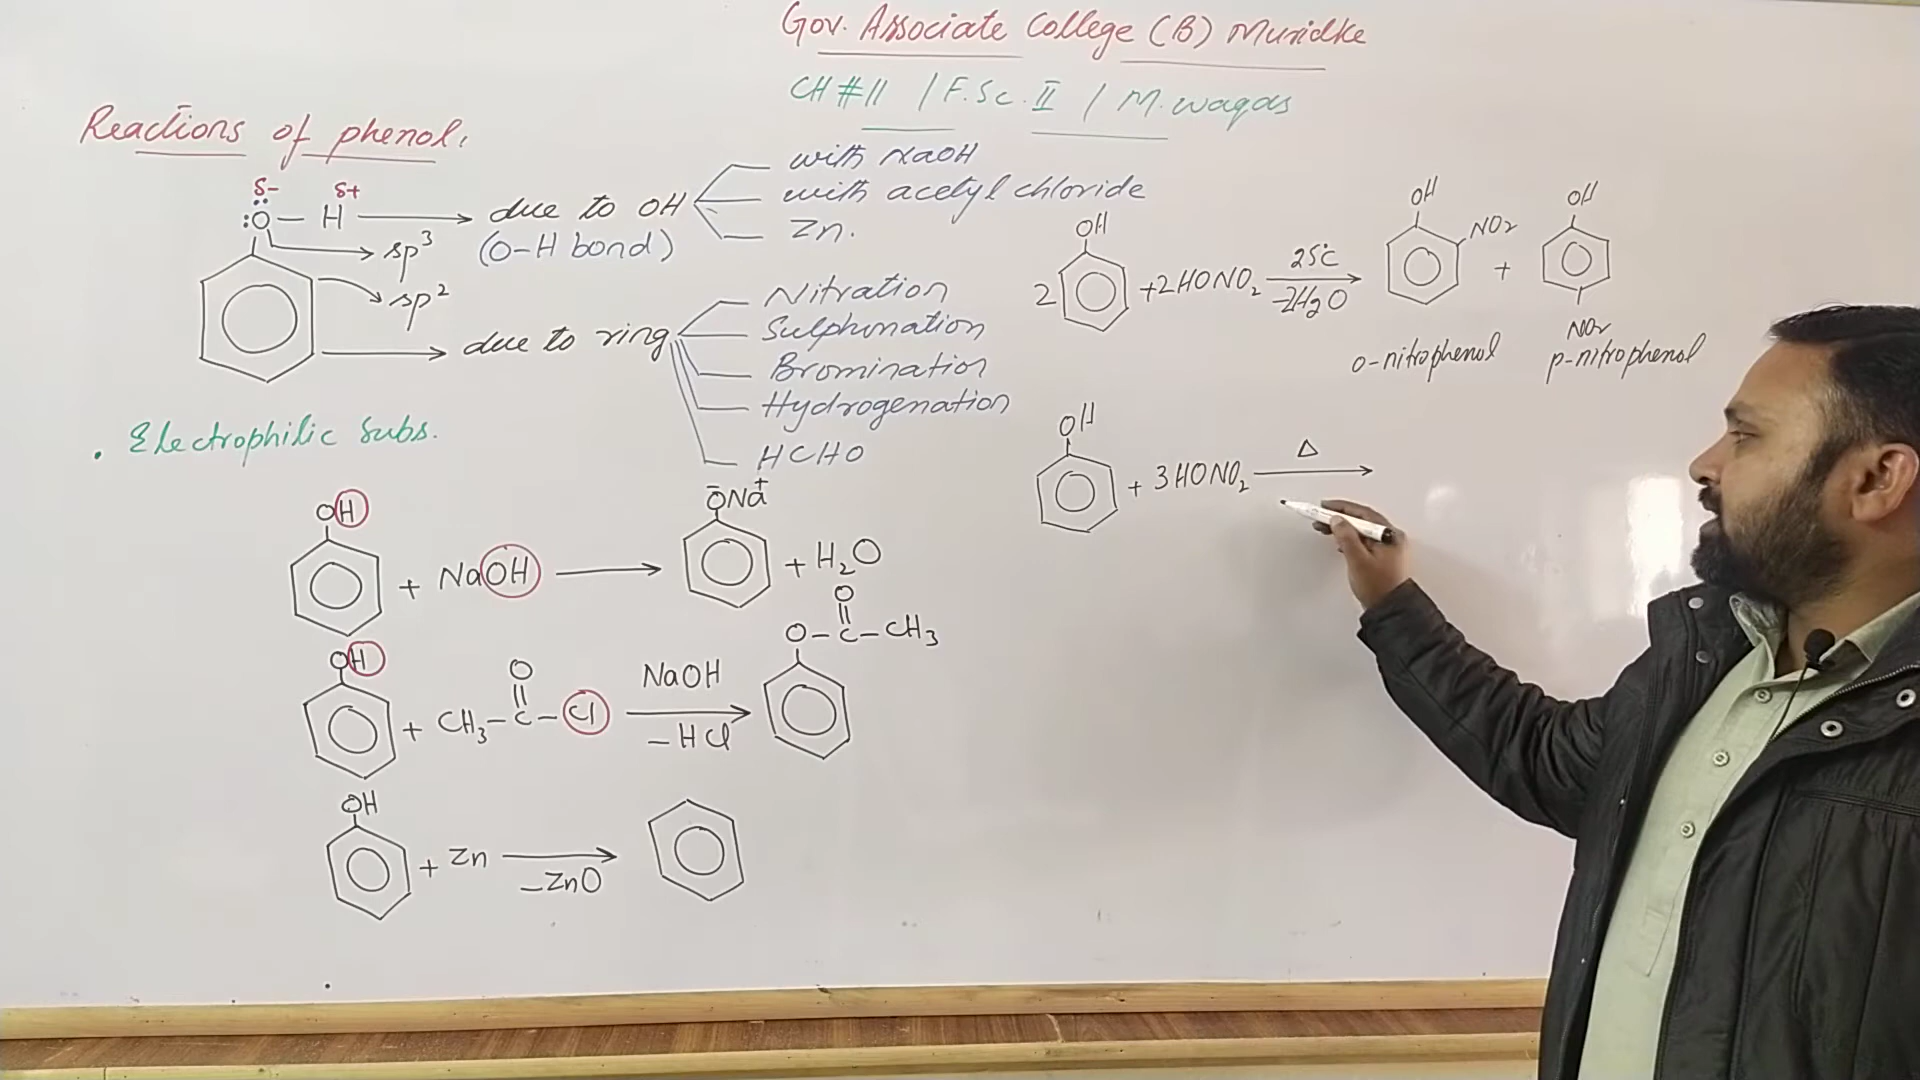 Gov. Associate College (B) Muridke
CH # 11 / F.Sc. II / M. waqas
Reactions of phenol.
δ- δ+
:Ö — H → due to OH
(O-H bond)
sp³
sp²
with NaOH
with acetyl chloride
Zn.
due to ring
Nitration
Sulphonation
Bromination
Hydrogenation
HCHO
. Electrophilic Subs.
OH
+ NaOH →
ŌNa⁺
+ H₂O
OH
+ CH₃-C-Cl
O
NaOH
-HCl
O
O-C-CH₃
OH
+ Zn →
-ZnO
OH
2 +2HONO₂
25°C
-2H₂O
OH
NO₂
+
OH
NO₂
o-nitrophenol
p-nitrophenol
OH
+ 3HONO₂
Δ